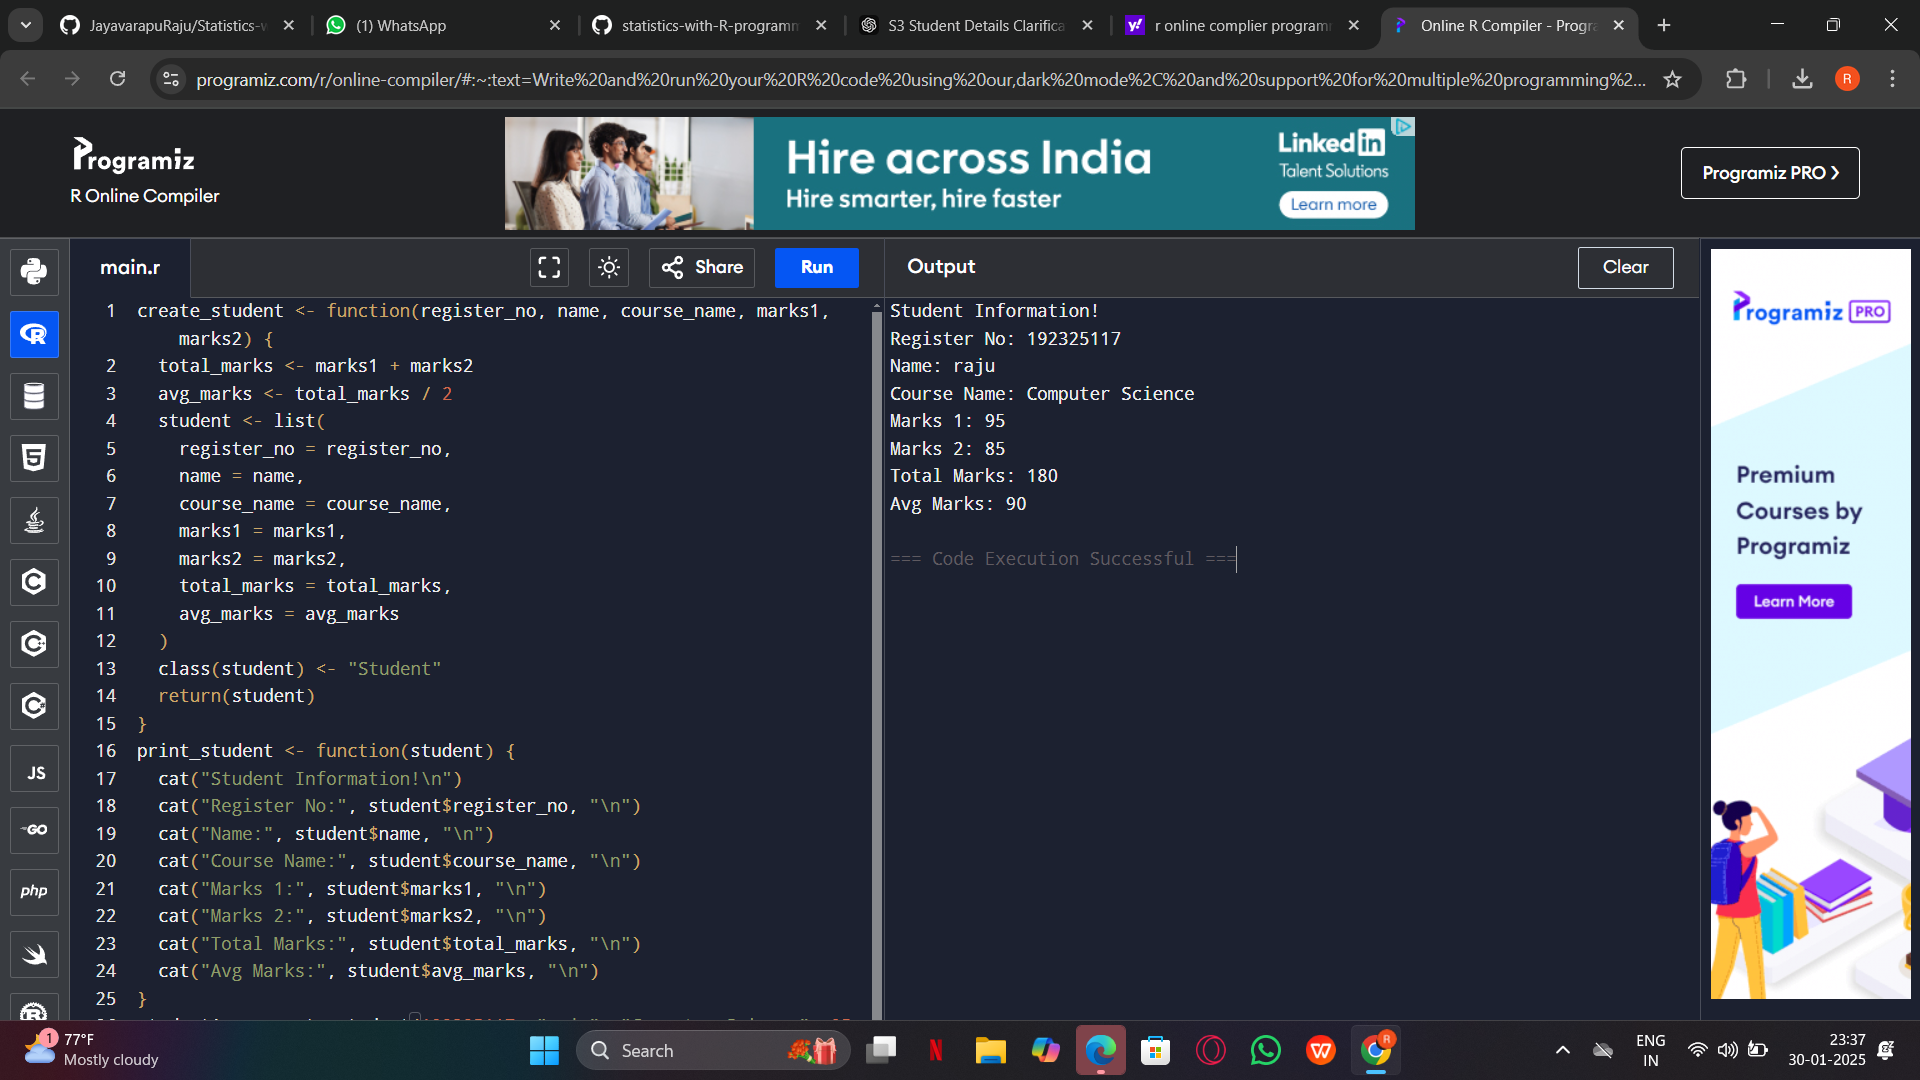 JayavarapuRaju/Statistics-w
(1) WhatsApp
statistics-with-R-programm
S3 Student Details Clarifica
r online complier programi
Online R Compiler - Progra
programiz.com/r/online-compiler/#:~:text=Write%20and%20run%20your%20R%20code%20using%20our,dark%20mode%2C%20and%20support%20for%20multiple%20programming%2...
R
Programiz
R Online Compiler
Hire across India
Hire smarter, hire faster
Linked in
Talent Solutions
Learn more
Programiz PRO
main.r
Share
Run
Output
Clear
1 create_student <- function(register_no, name, course_name, marks1,
marks2) {
2 total_marks <- marks1 + marks2
3 avg_marks <- total_marks / 2
4 student <- list(
5 register_no = register_no,
6 name = name,
7 course_name = course_name,
8 marks1 = marks1,
9 marks2 = marks2,
10 total_marks = total_marks,
11 avg_marks = avg_marks
12 )
13 class(student) <- "Student"
14 return(student)
15 }
16 print_student <- function(student) {
17 cat("Student Information!\n")
18 cat("Register No:", student$register_no, "\n")
19 cat("Name:", student$name, "\n")
20 cat("Course Name:", student$course_name, "\n")
21 cat("Marks 1:", student$marks1, "\n")
22 cat("Marks 2:", student$marks2, "\n")
23 cat("Total Marks:", student$total_marks, "\n")
24 cat("Avg Marks:", student$avg_marks, "\n")
25 }
Student Information!
Register No: 192325117
Name: raju
Course Name: Computer Science
Marks 1: 95
Marks 2: 85
Total Marks: 180
Avg Marks: 90
=== Code Execution Successful ===
Programiz PRO
Premium
Courses by
Programiz
Learn More
R
5
C
C
C
JS
GO
php
1
77°F
Mostly cloudy
Search
N
W
R
ENG
IN
23:37
30-01-2025